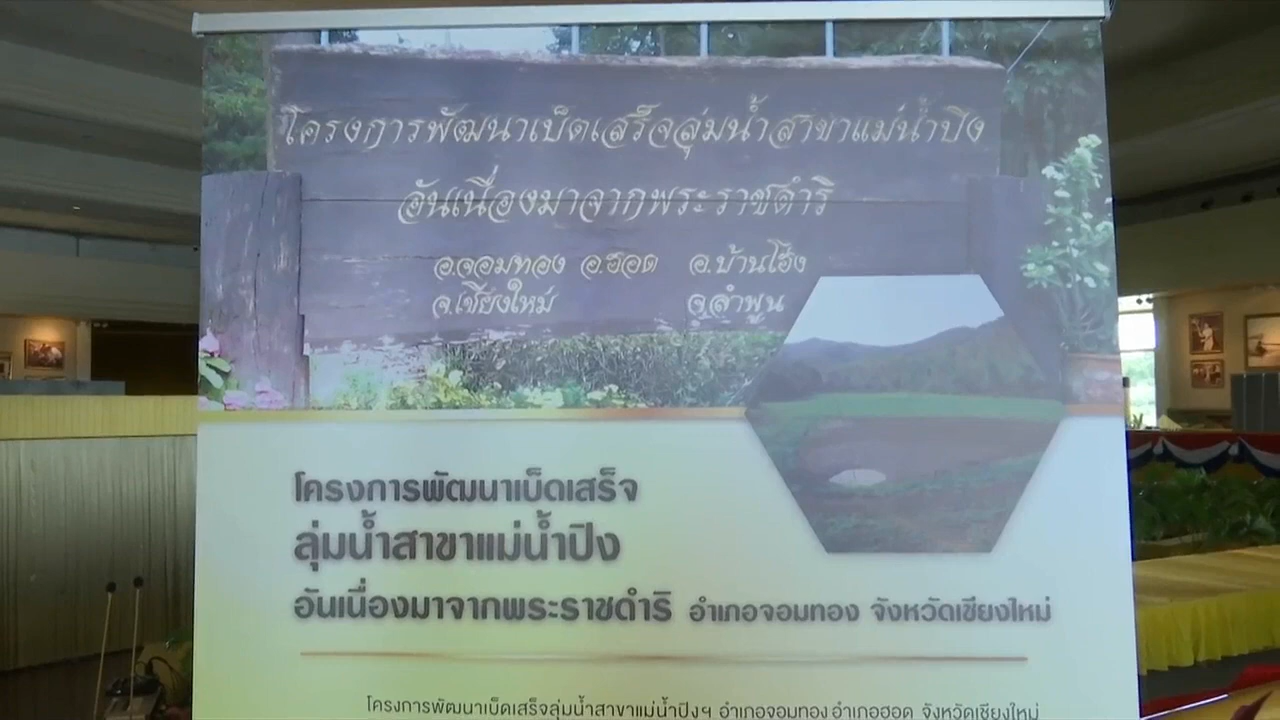 โครงการพัฒนาเบ็ดเสร็จลุ่มน้ำสาขาแม่น้ำปิง
อันเนื่องมาจากพระราชดำริ
อ.จอมทอง อ.ฮอด อ.บ้านโฮ่ง
จ.เชียงใหม่ จ.ลำพูน
โครงการพัฒนาเบ็ดเสร็จ
ลุ่มน้ำสาขาแม่น้ำปิง
อันเนื่องมาจากพระราชดำริ อำเภอจอมทอง จังหวัดเชียงใหม่
โครงการพัฒนาเบ็ดเสร็จลุ่มน้ำสาขาแม่น้ำปิงฯ อำเภอจอมทอง อำเภอฮอด จังหวัดเชียงใหม่